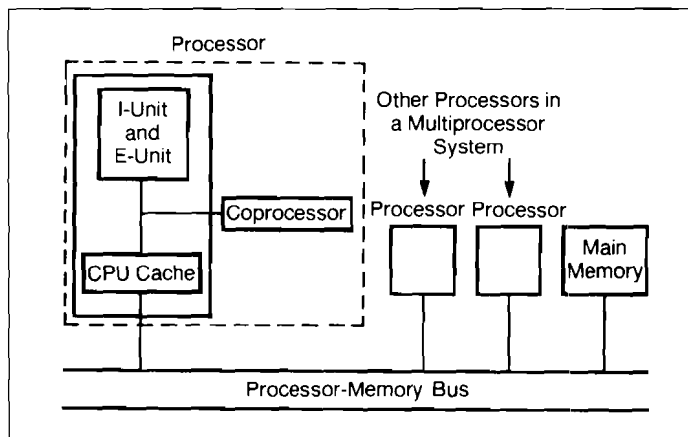 Processor
I-Unit
and
E-Unit
Coprocessor
CPU Cache
Other Processors in
a Multiprocessor
System
Processor
Processor
Main
Memory
Processor-Memory Bus